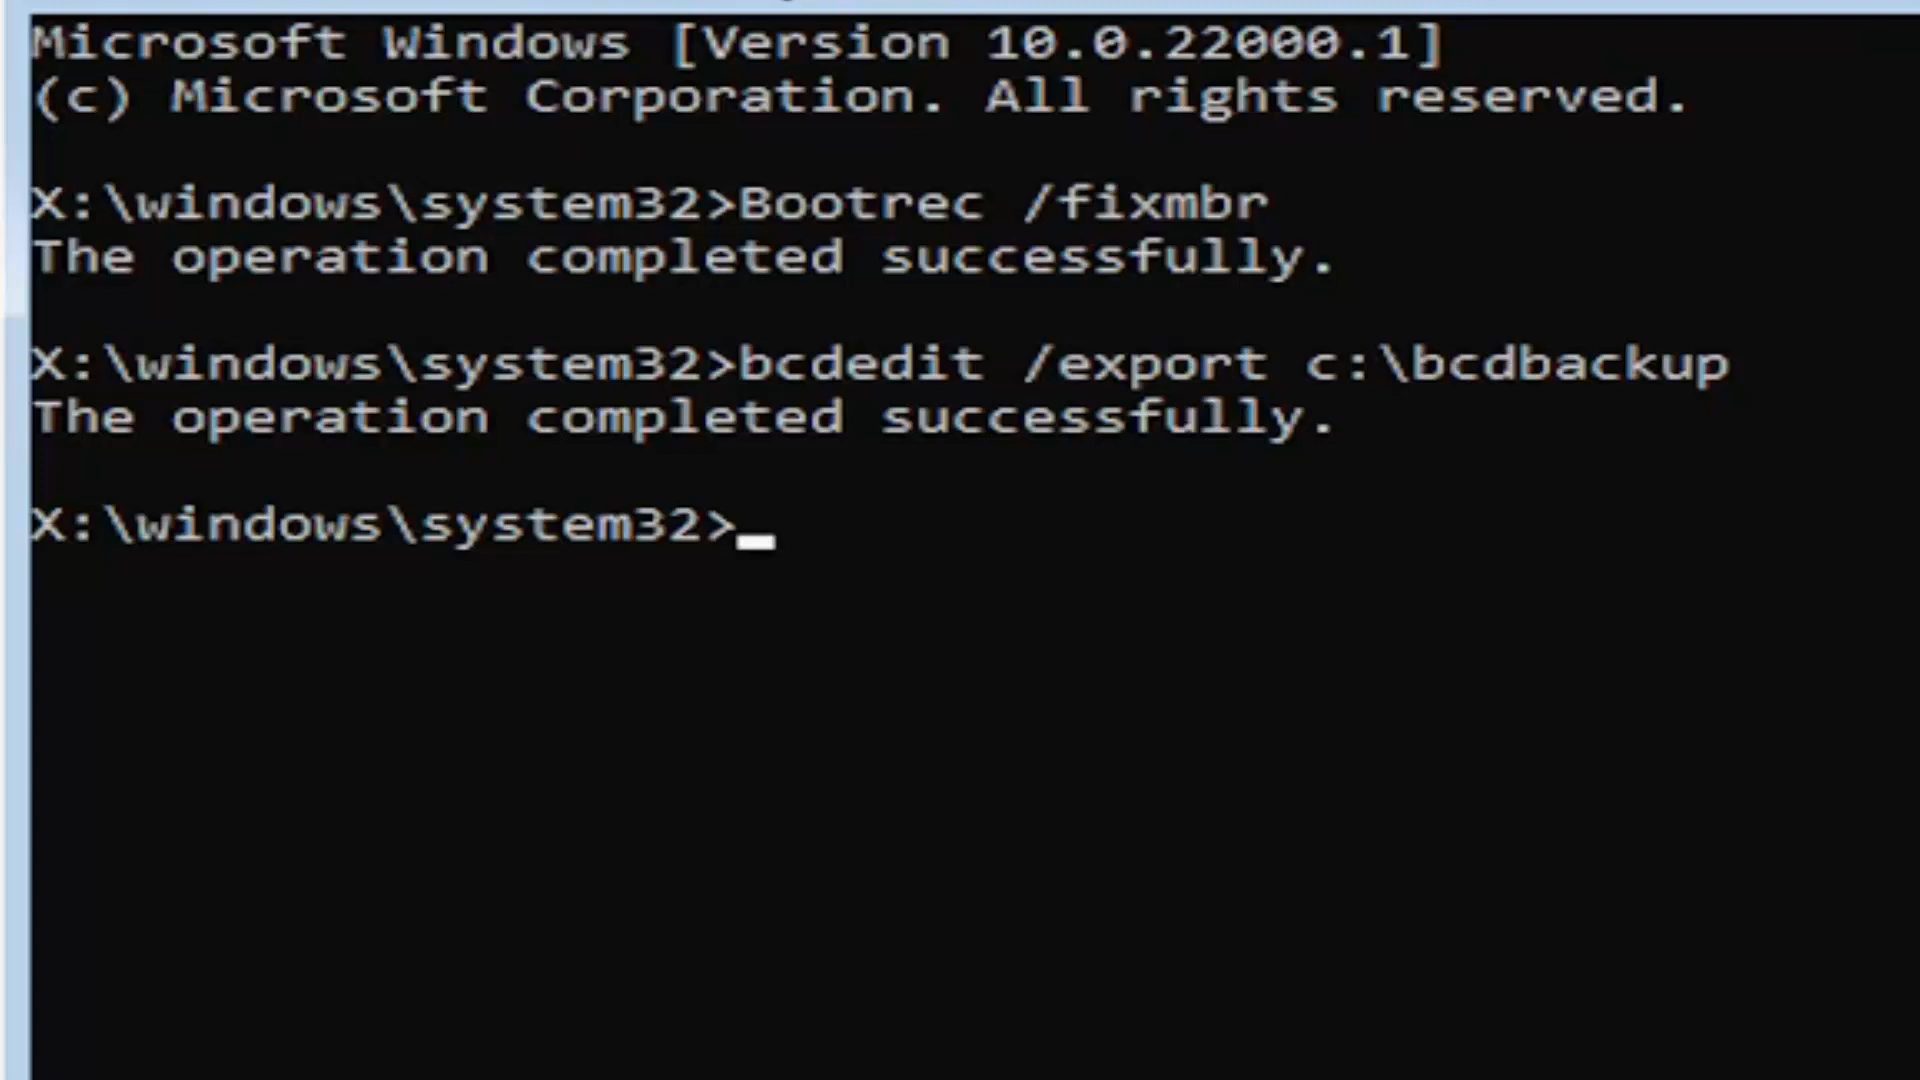 Microsoft Windows [Version 10.0.22000.1]
(c) Microsoft Corporation. All rights reserved.
X:\windows\system32>Bootrec /fixmbr
The operation completed successfully.
X:\windows\system32>bcdedit /export c:\bcdbackup
The operation completed successfully.
X:\windows\system32>